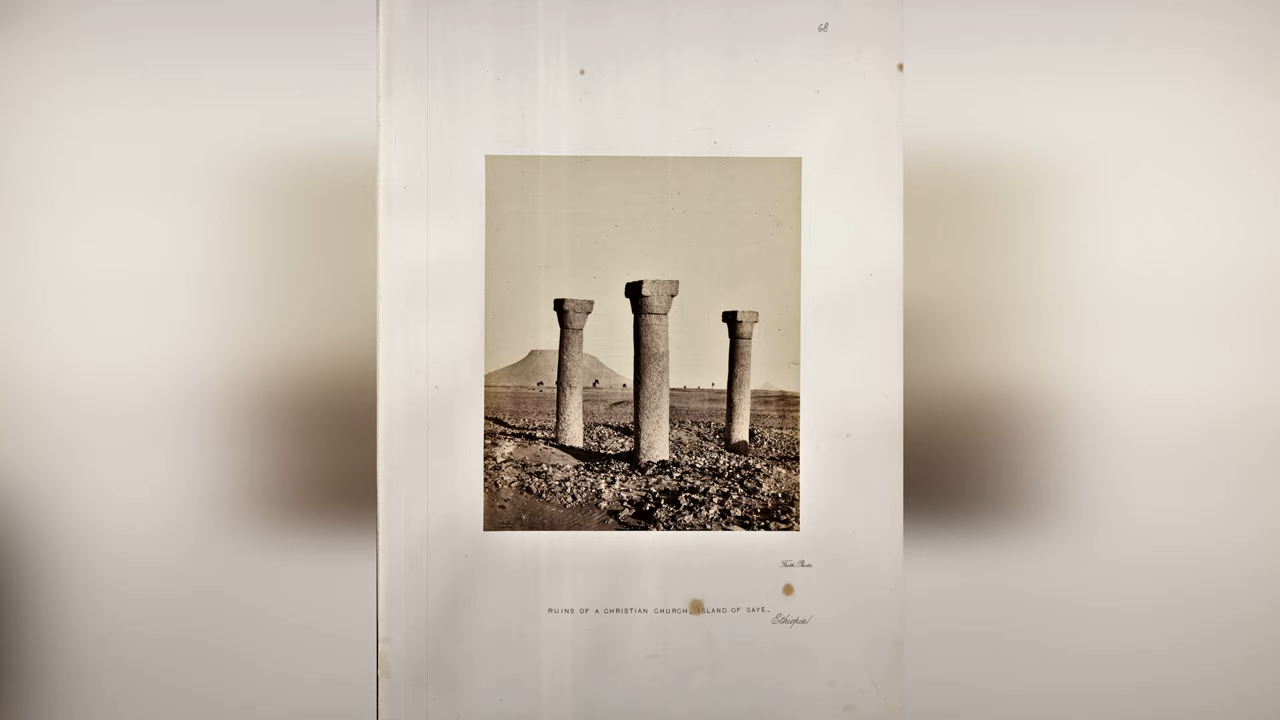 68
Frith Photo
RUINS OF A CHRISTIAN CHURCH, ISLAND OF SAYE.
Ethiopia